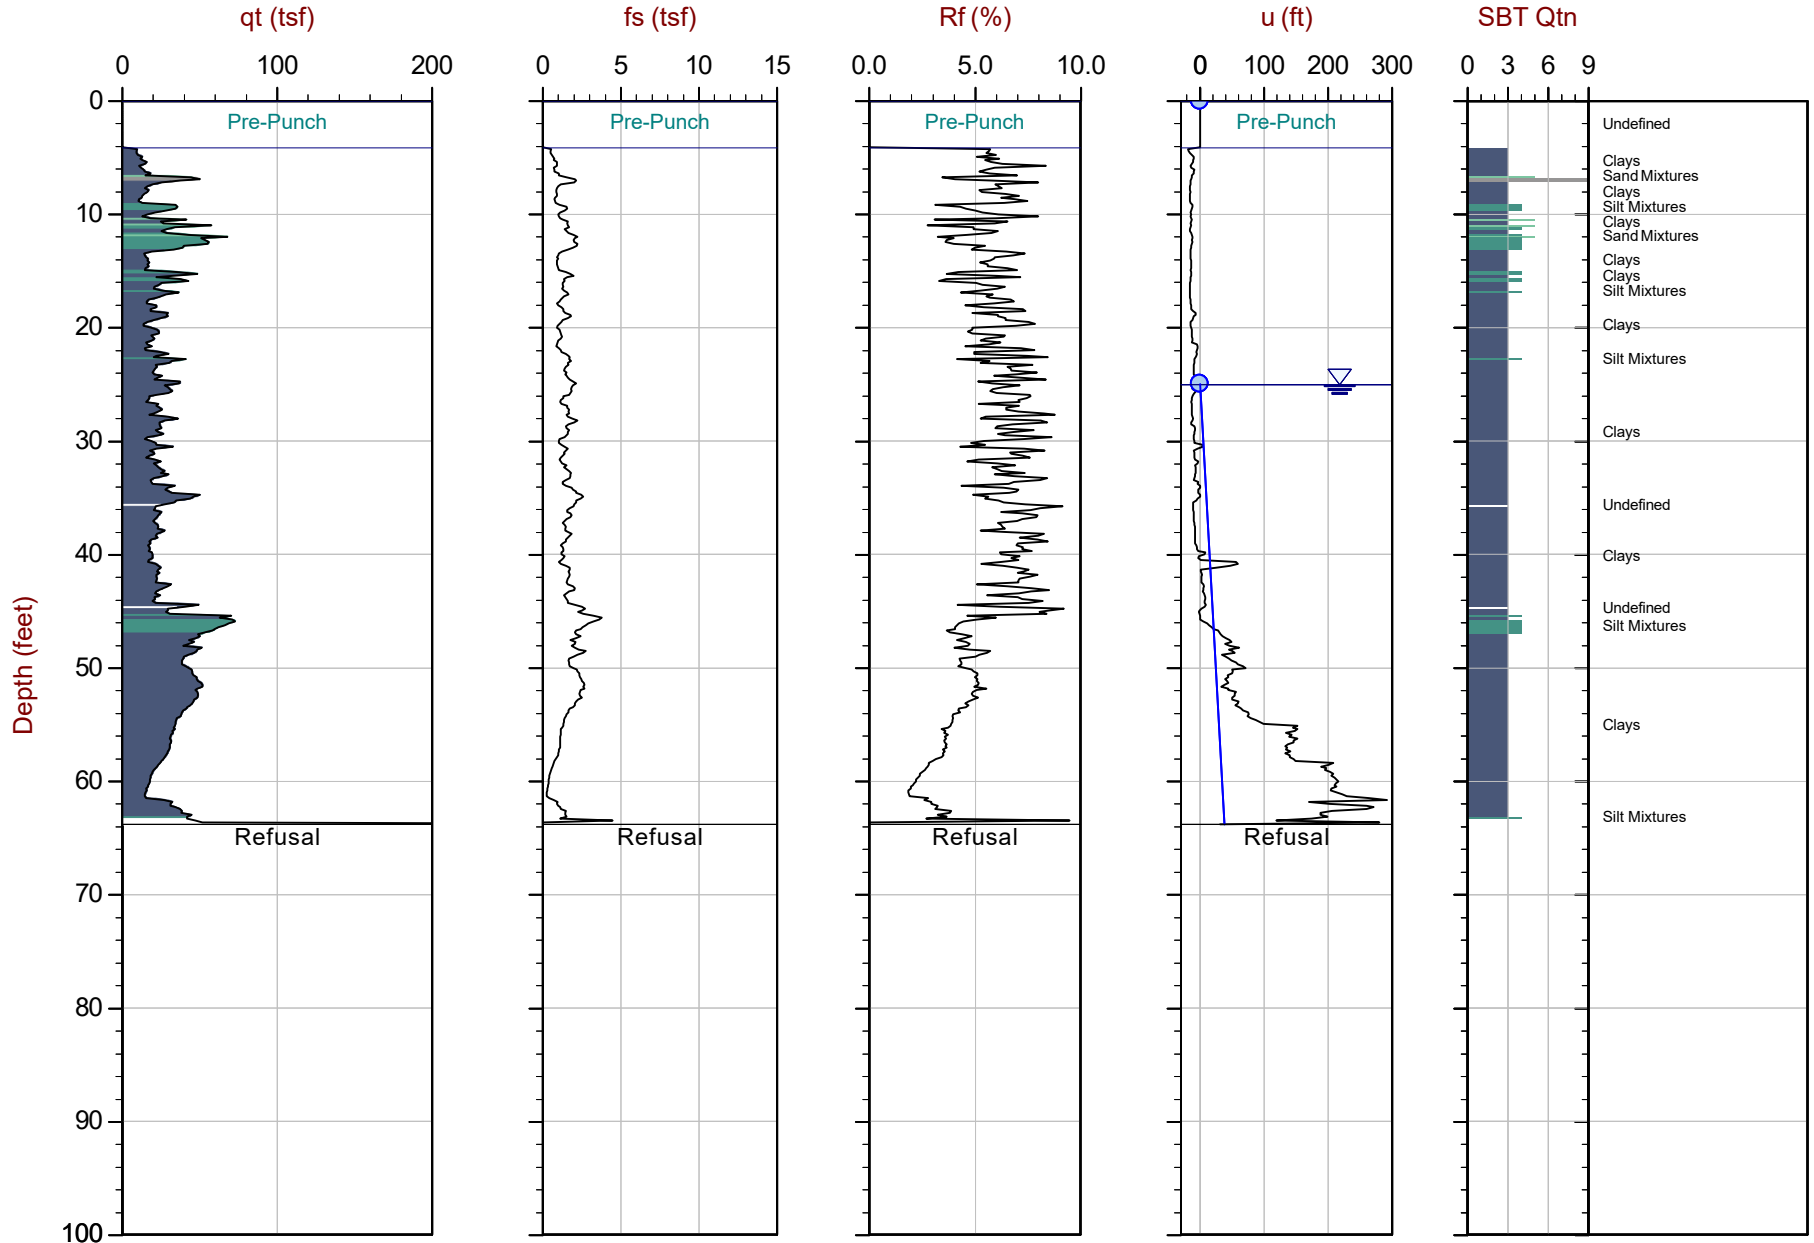 qt (tsf) fs (tsf) Rf (%) u (ft) SBT Qtn
0 100 200 0 5 10 15 0.0 5.0 10.0 0 100 200 300 0 3 6 9
0
Pre-Punch Pre-Punch Pre-Punch Pre-Punch Undefined
Clays
Sand Mixtures
Clays
Silt Mixtures
10
Clays
Sand Mixtures
Clays
Clays
Silt Mixtures
20 Clays
Silt Mixtures
Clays
30
Undefined
40 Clays
Undefined
Silt Mixtures
50
Depth (feet)
Clays
60
Silt Mixtures
Refusal Refusal Refusal Refusal
70
80
90
100